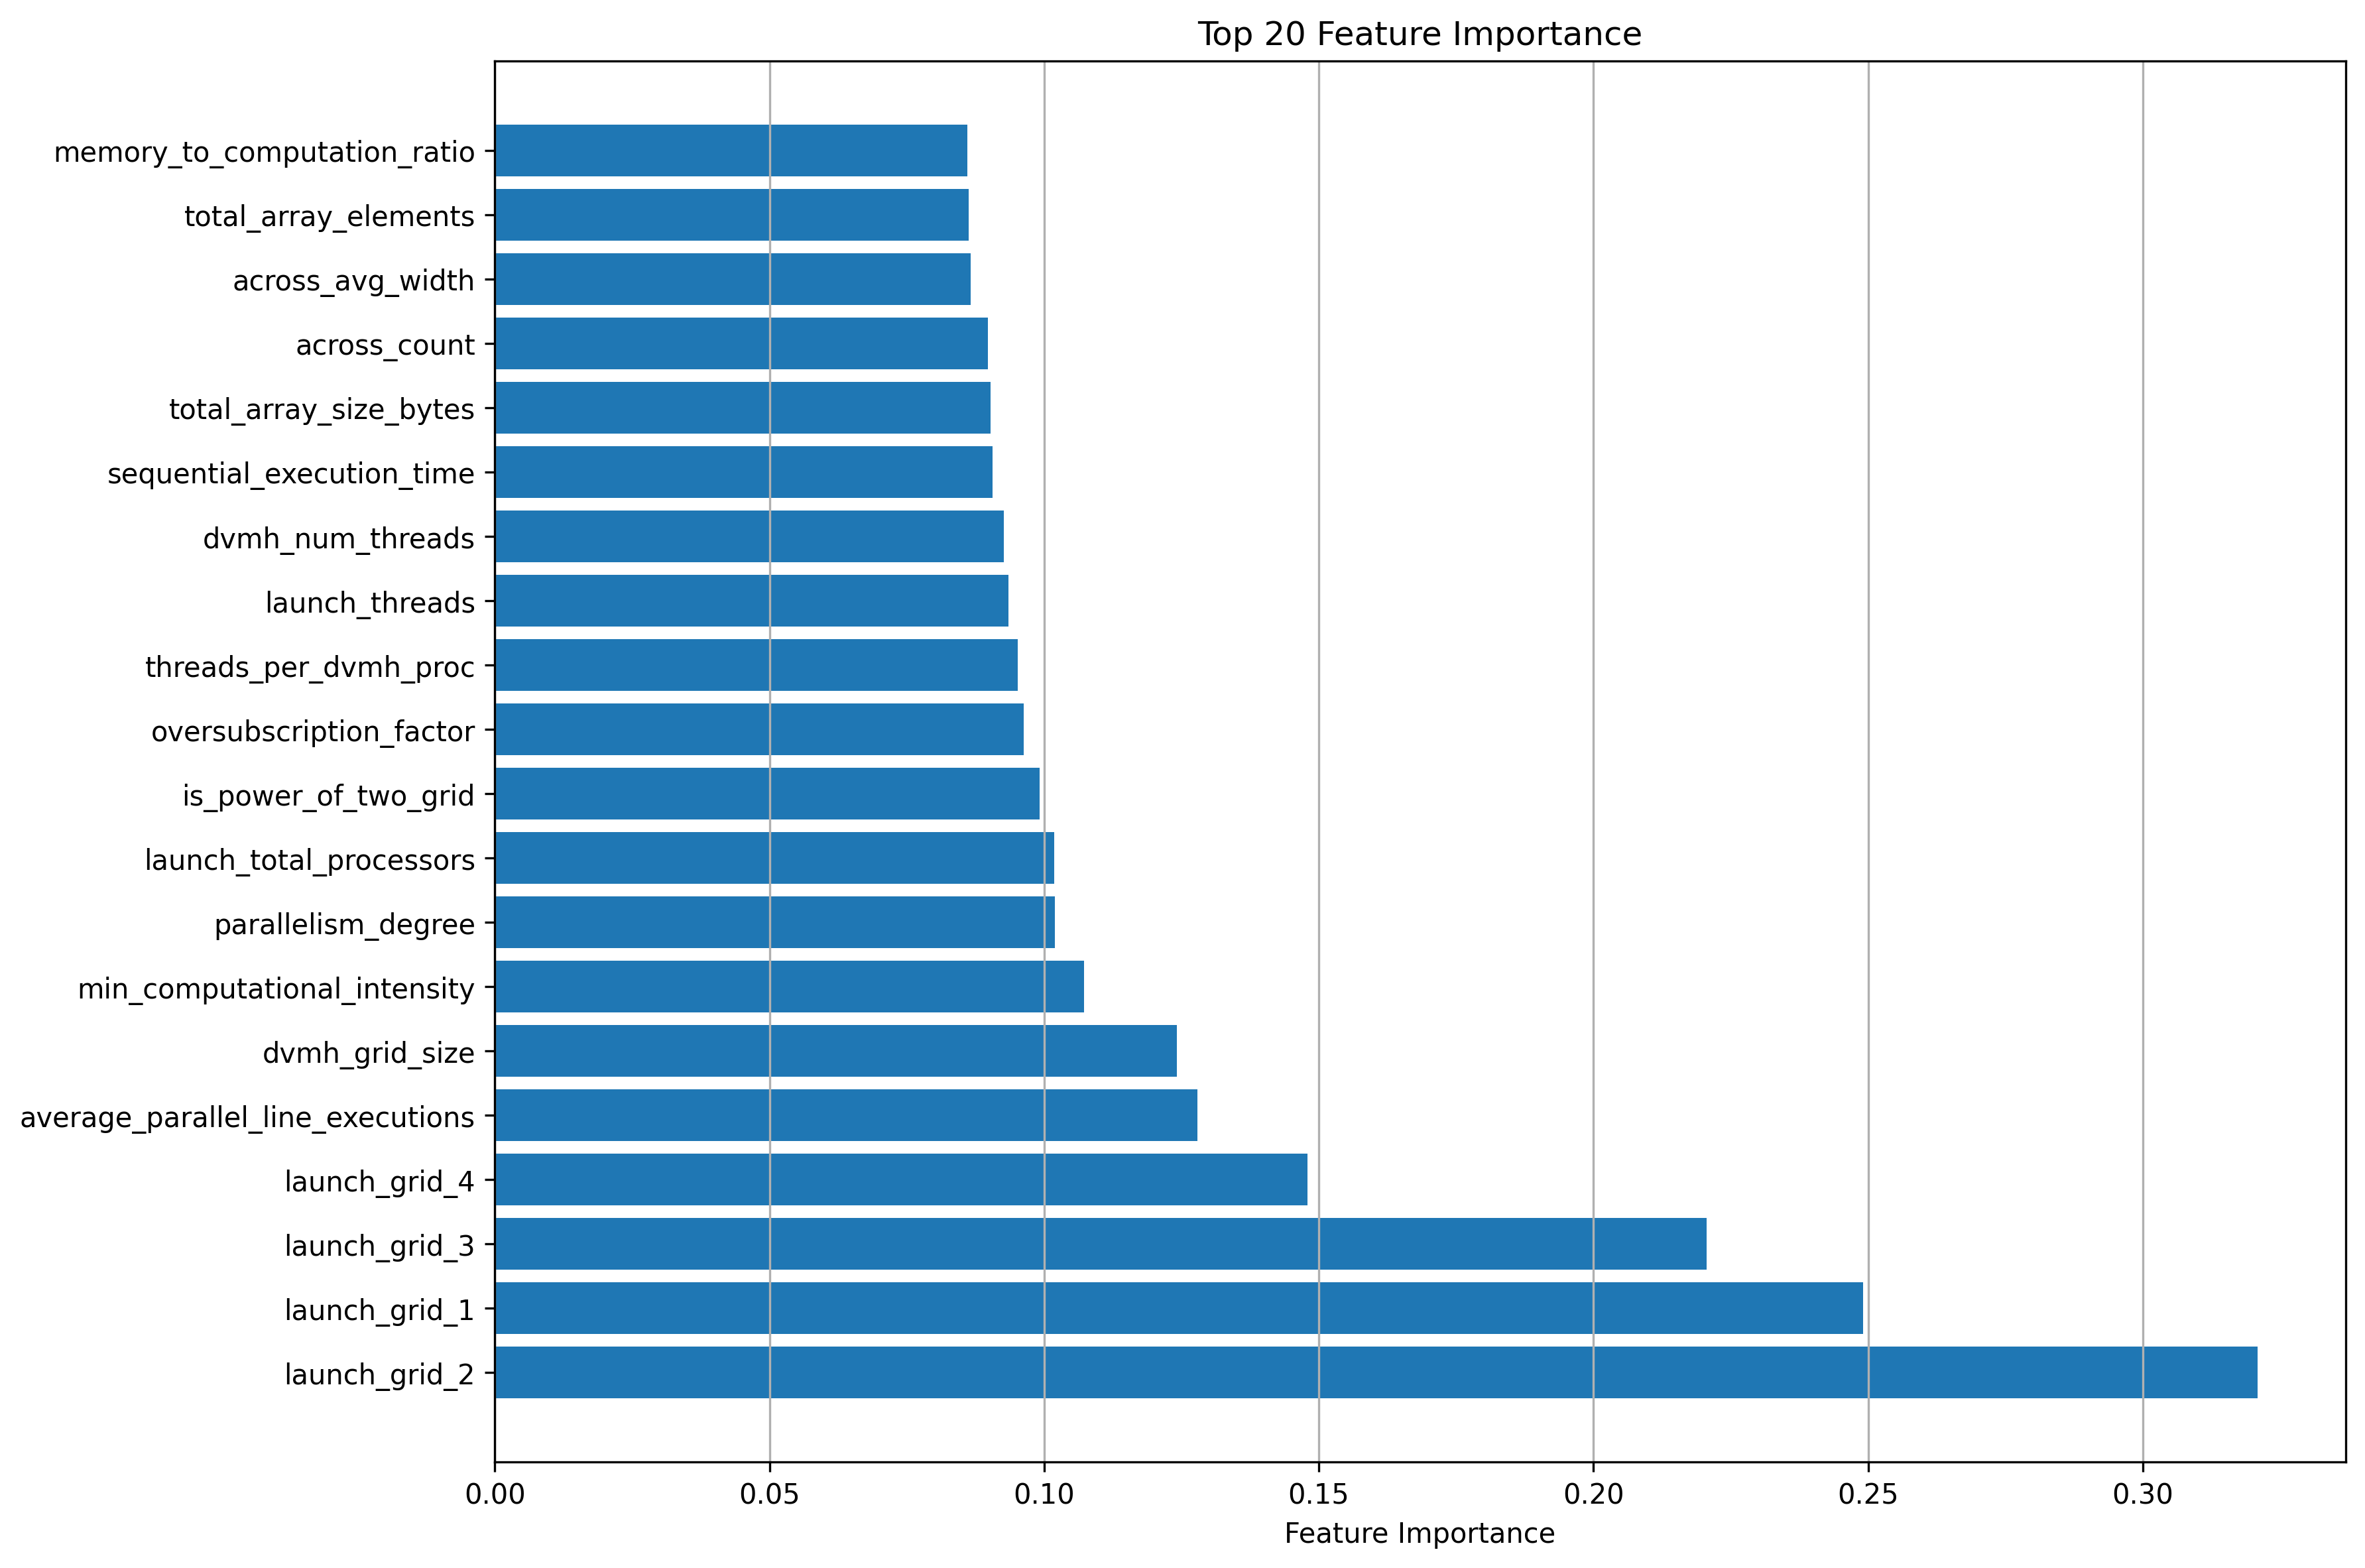 Top 20 Feature Importance
memory_to_computation_ratio
total_array_elements
across_avg_width
across_count
total_array_size_bytes
sequential_execution_time
dvmh_num_threads
launch_threads
threads_per_dvmh_proc
oversubscription_factor
is_power_of_two_grid
launch_total_processors
parallelism_degree
min_computational_intensity
dvmh_grid_size
average_parallel_line_executions
launch_grid_4
launch_grid_3
launch_grid_1
launch_grid_2
0.00 0.05 0.10 0.15 0.20 0.25 0.30
Feature Importance